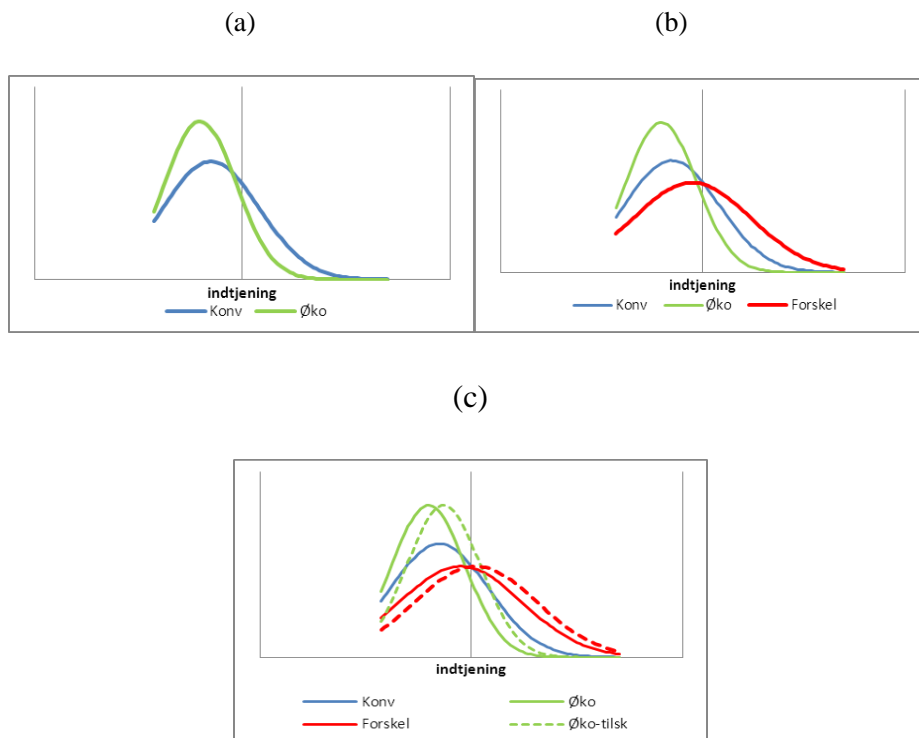 (a)
(b)
indtjening
Konv Øko
indtjening
Konv Øko Forskel
(c)
indtjening
Konv Øko
Forskel Øko-tilsk